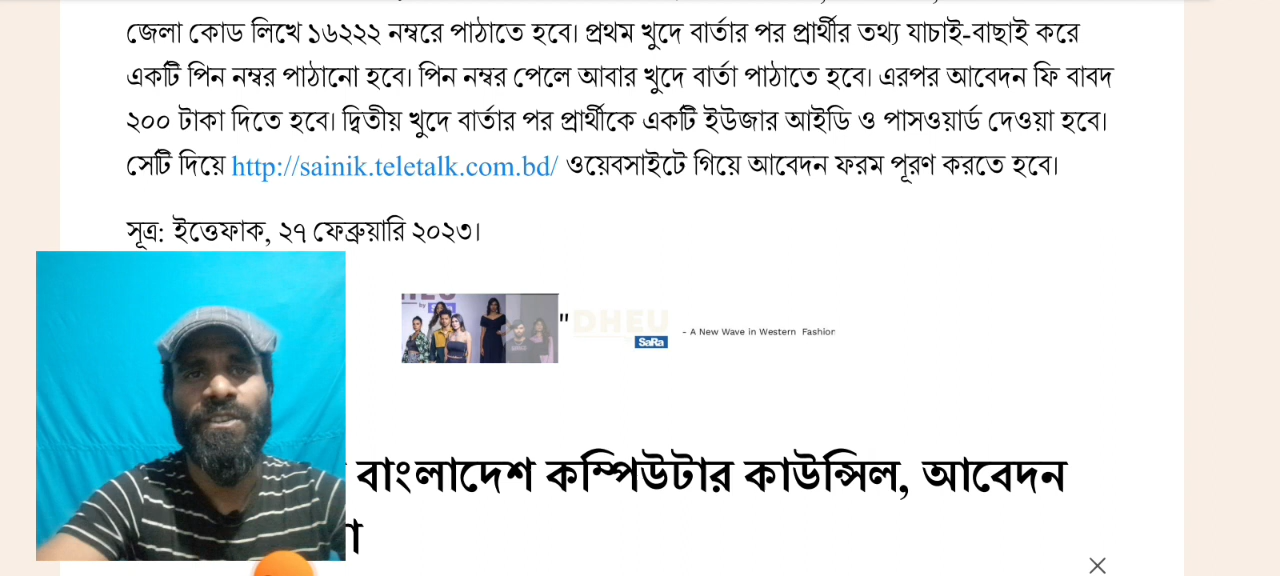 জেলা কোড লিখে ১৬২২২ নম্বরে পাঠাতে হবে। প্রথম খুদে বার্তার পর প্রার্থীর তথ্য যাচাই-বাছাই করে
একটি পিন নম্বর পাঠানো হবে। পিন নম্বর পেলে আবার খুদে বার্তা পাঠাতে হবে। এরপর আবেদন ফি বাবদ
২০০ টাকা দিতে হবে। দ্বিতীয় খুদে বার্তার পর প্রার্থীকে একটি ইউজার আইডি ও পাসওয়ার্ড দেওয়া হবে।
সেটি দিয়ে http://sainik.teletalk.com.bd/ ওয়েবসাইটে গিয়ে আবেদন ফরম পূরণ করতে হবে।
সূত্র: ইত্তেফাক, ২৭ ফেব্রুয়ারি ২০২৩।
"DHEU
SaRa
- A New Wave in Western Fashion
বাংলাদেশ কম্পিউটার কাউন্সিল, আবেদন